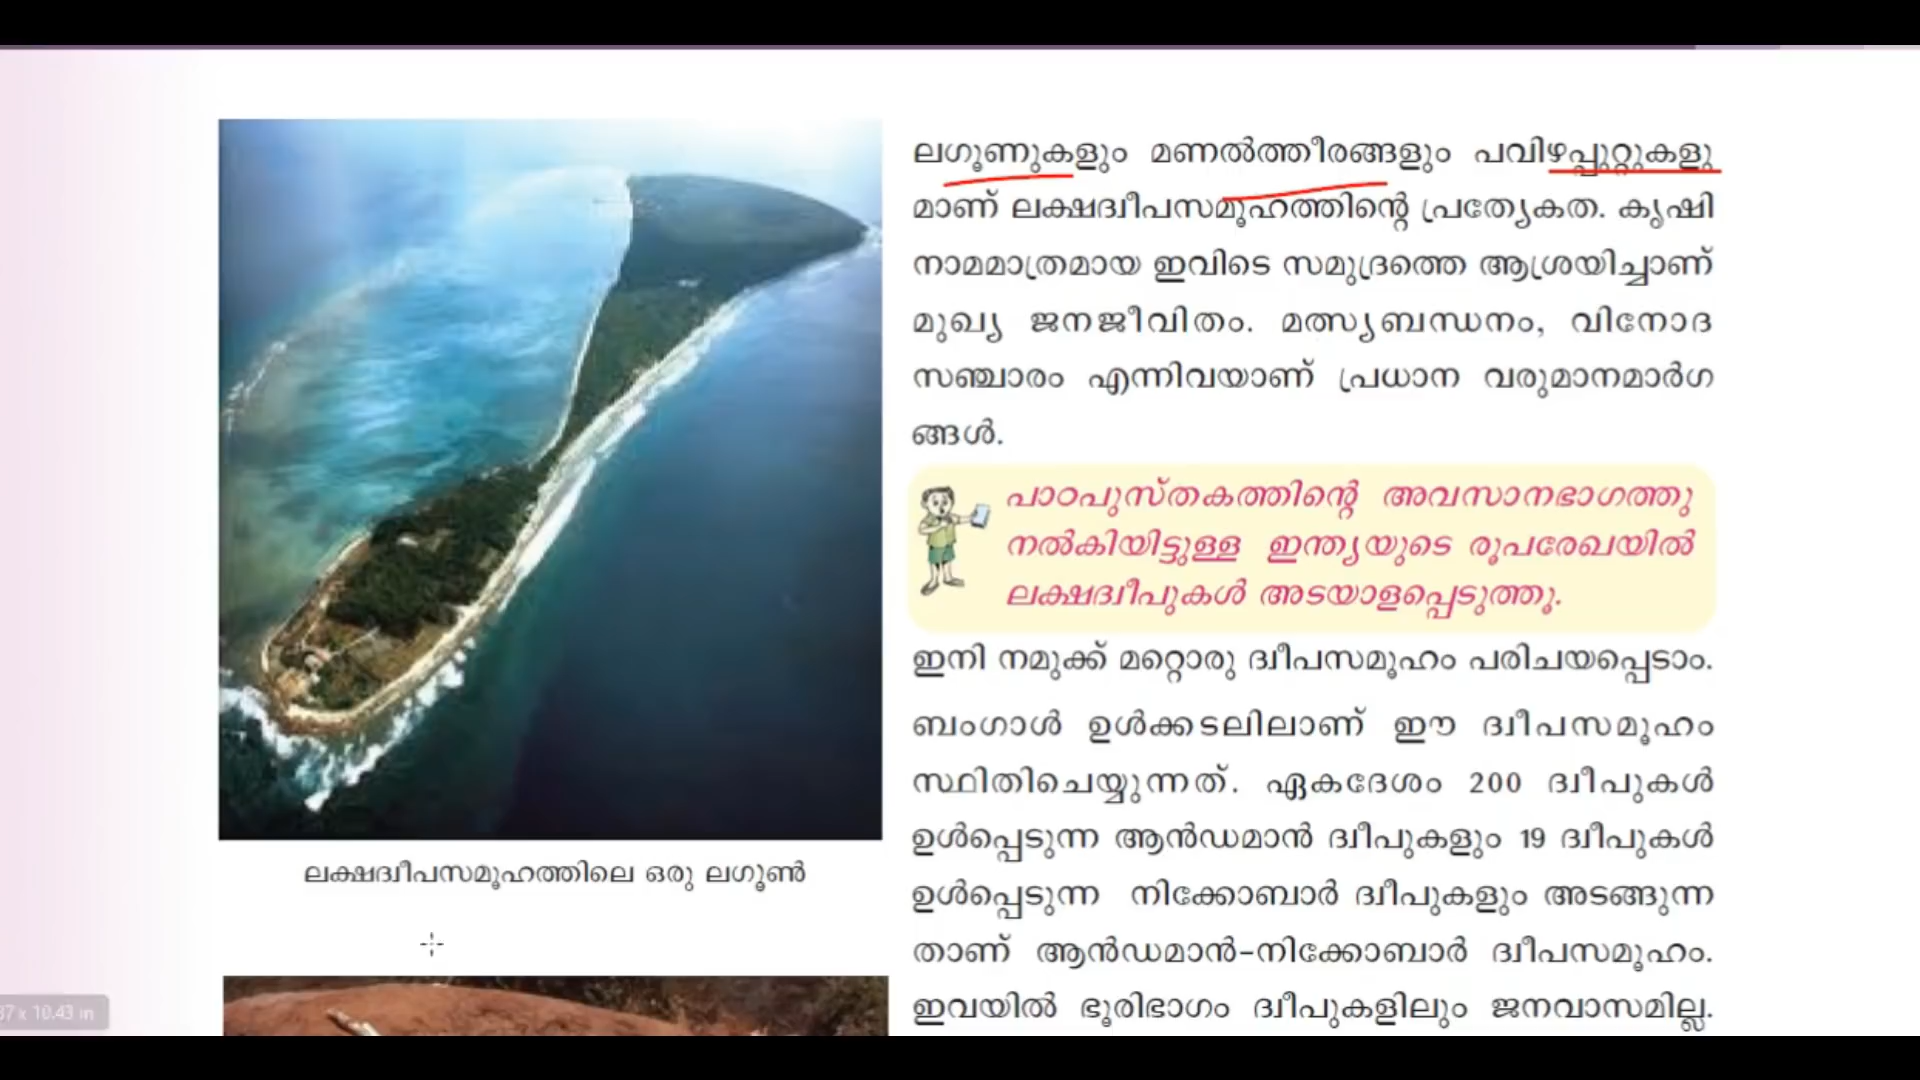 ലഗൂണുകളും മണൽത്തീരങ്ങളും പവിഴപ്പുറ്റുകളു
മാണ് ലക്ഷദ്വീപസമൂഹത്തിന്റെ പ്രത്യേകത. കൃഷി
നാമമാത്രമായ ഇവിടെ സമുദ്രത്തെ ആശ്രയിച്ചാണ്
മുഖ്യ ജനജീവിതം. മത്സ്യബന്ധനം, വിനോദ
സഞ്ചാരം എന്നിവയാണ് പ്രധാന വരുമാനമാർഗ
ങ്ങൾ.
പാഠപുസ്തകത്തിന്റെ അവസാനഭാഗത്തു
നൽകിയിട്ടുള്ള ഇന്ത്യയുടെ രൂപരേഖയിൽ
ലക്ഷദ്വീപുകൾ അടയാളപ്പെടുത്തൂ.
ഇനി നമുക്ക് മറ്റൊരു ദ്വീപസമൂഹം പരിചയപ്പെടാം.
ബംഗാൾ ഉൾക്കടലിലാണ് ഈ ദ്വീപസമൂഹം
സ്ഥിതിചെയ്യുന്നത്. ഏകദേശം 200 ദ്വീപുകൾ
ഉൾപ്പെടുന്ന ആൻഡമാൻ ദ്വീപുകളും 19 ദ്വീപുകൾ
ഉൾപ്പെടുന്ന നിക്കോബാർ ദ്വീപുകളും അടങ്ങുന്ന
താണ് ആൻഡമാൻ-നിക്കോബാർ ദ്വീപസമൂഹം.
ഇവയിൽ ഭൂരിഭാഗം ദ്വീപുകളിലും ജനവാസമില്ല.
ലക്ഷദ്വീപസമൂഹത്തിലെ ഒരു ലഗൂൺ
37 x 10.43 in